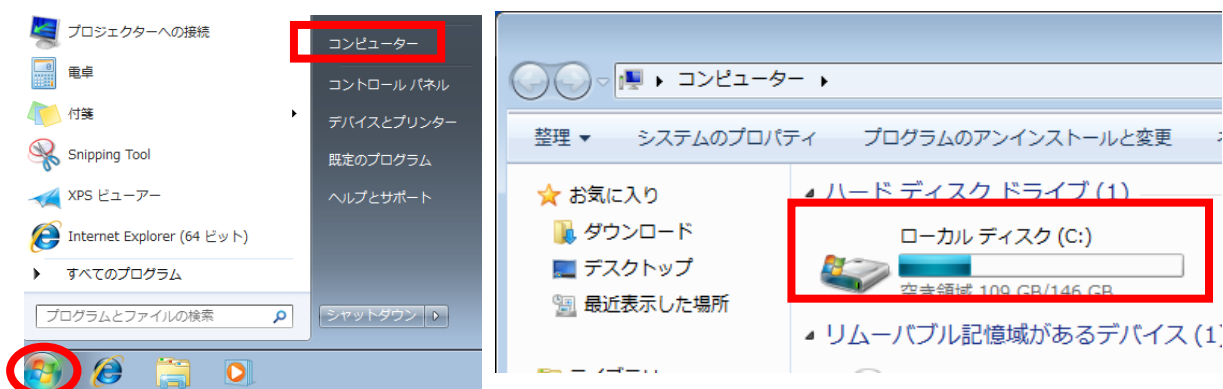 プロジェクターへの接続
電卓
付箋
Snipping Tool
XPS ビューアー
Internet Explorer (64 ビット)
すべてのプログラム
プログラムとファイルの検索
コンピューター
コントロール パネル
デバイスとプリンター
既定のプログラム
ヘルプとサポート
シャットダウン
コンピューター
整理 システムのプロパティ プログラムのアンインストールと変更
お気に入り
ダウンロード
デスクトップ
最近表示した場所
ハード ディスク ドライブ (1)
ローカル ディスク (C:)
空き領域 109 GB/146 GB
リムーバブル記憶域があるデバイス (1)